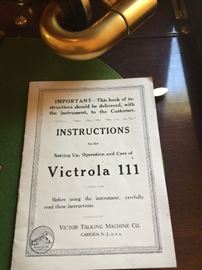 IMPORTANT—This book of in-
structions should be delivered, with
the instrument, to the Customer.
INSTRUCTIONS
for the
Setting Up, Operation and Care of
Victrola 111
Before using the instrument, carefully
read these instructions
VICTOR TALKING MACHINE CO.
CAMDEN, N. J., U.S.A.